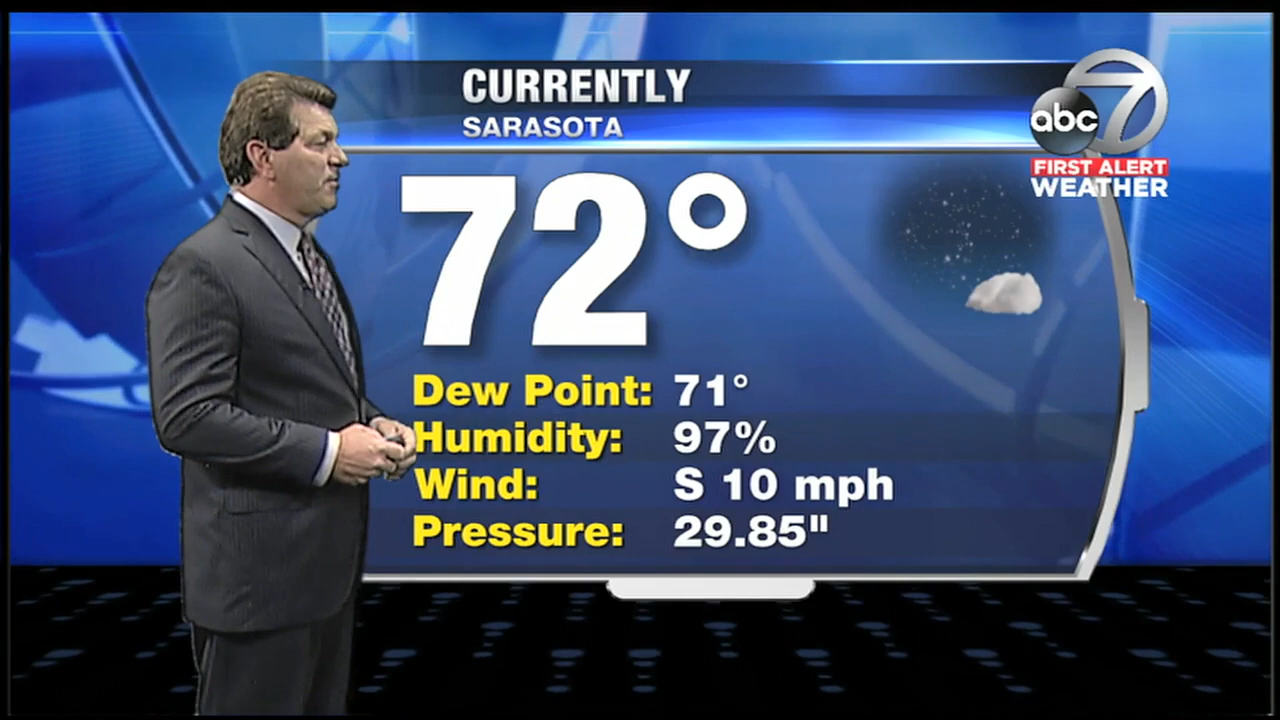 CURRENTLY
SARASOTA
abc 7
FIRST ALERT
WEATHER
72°
Dew Point: 71°
Humidity: 97%
Wind: S 10 mph
Pressure: 29.85"